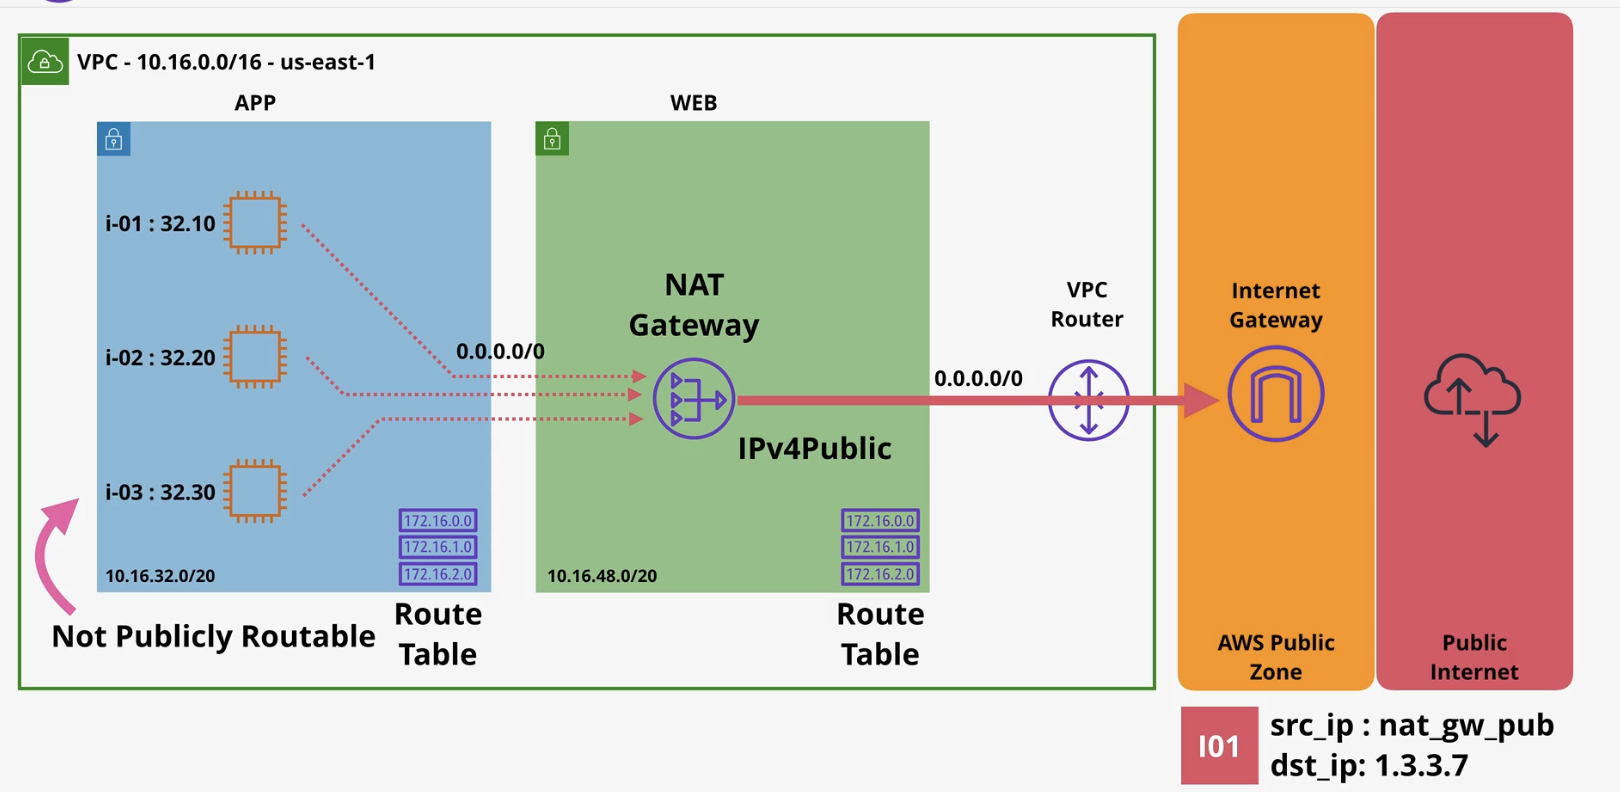 VPC - 10.16.0.0/16 - us-east-1
APP
WEB
i-01 : 32.10
i-02 : 32.20
i-03 : 32.30
0.0.0.0/0
NAT
Gateway
IPv4Public
0.0.0.0/0
VPC
Router
Internet
Gateway
172.16.0.0
172.16.1.0
172.16.2.0
10.16.32.0/20
172.16.0.0
172.16.1.0
172.16.2.0
10.16.48.0/20
Not Publicly Routable
Route
Table
Route
Table
AWS Public
Zone
Public
Internet
I01
src_ip : nat_gw_pub
dst_ip: 1.3.3.7